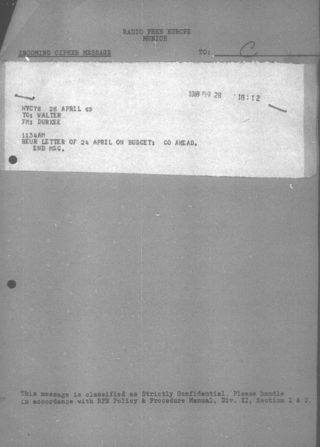 RADIO FREE EUROPE
MUNICH
INCOMING CIPHER MESSAGE TO: C
1969 APR 28 18:12
NYC78 28 APRIL 69
TO: WALTER
FM: DURKEE
1134AM
REUR LETTER OF 24 APRIL ON BUDGET: GO AHEAD.
END MSG.
This message is classified as Strictly Confidential. Please handle
in accordance with RFE Policy & Procedure Manual, Div. II, Section 1 & 2.